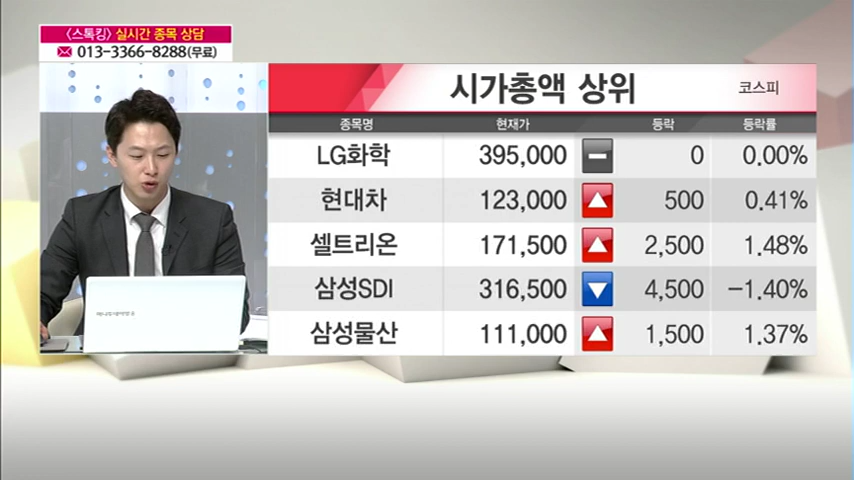 <스톡킹> 실시간 종목 상담
013-3366-8288(무료)
시가총액 상위 코스피
종목명 현재가 등락 등락률
LG화학 395,000 0 0.00%
현대차 123,000 500 0.41%
셀트리온 171,500 2,500 1.48%
삼성SDI 316,500 4,500 -1.40%
삼성물산 111,000 1,500 1.37%